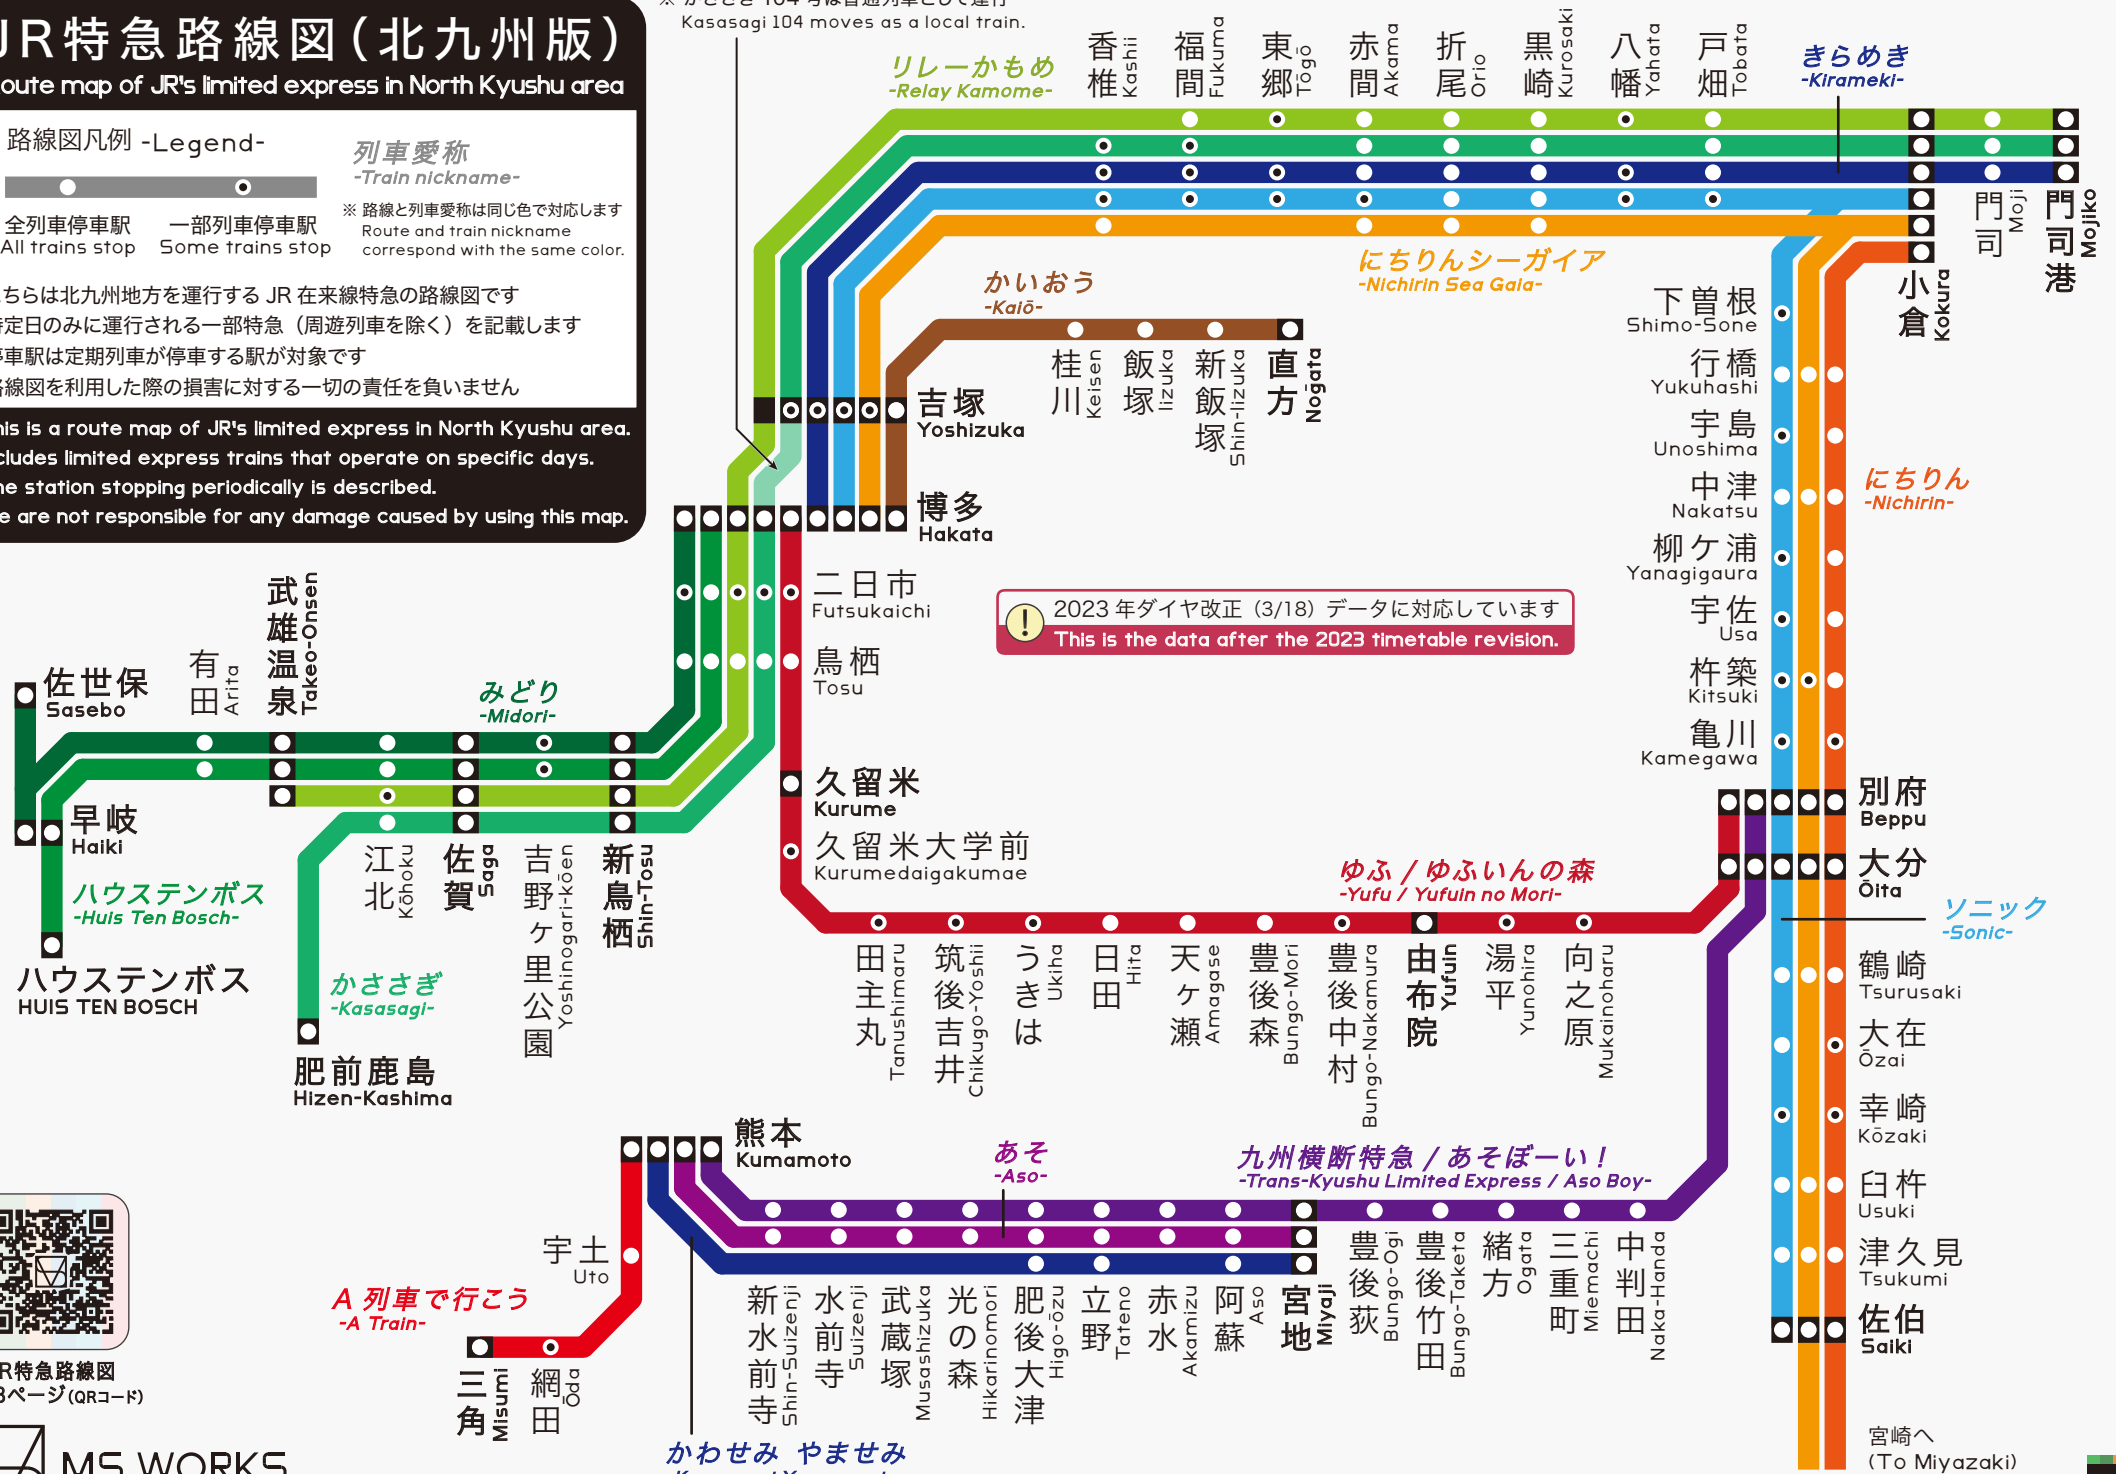 JR特急路線図(北九州版)
oute map of JR's limited express in North Kyushu area
路線図凡例 -Legend-
列車愛称
-Train nickname-
全列車停車駅
All trains stop
一部列車停車駅
Some trains stop
※ 路線と列車愛称は同じ色で対応します
Route and train nickname
correspond with the same color.
ちらは北九州地方を運行する JR 在来線特急の路線図です
定日のみに運行される一部特急（周遊列車を除く）を記載します
車駅は定期列車が停車する駅が対象です
線図を利用した際の損害に対する一切の責任を負いません
his is a route map of JR's limited express in North Kyushu area.
cludes limited express trains that operate on specific days.
he station stopping periodically is described.
e are not responsible for any damage caused by using this map.
※ かささぎ 104 号は普通列車として運行
Kasasagi 104 moves as a local train.
リレーかもめ
-Relay Kamome-
香椎
Kashii
福間
Fukuma
東郷
Tōgō
赤間
Akama
折尾
Orio
黒崎
Kurosaki
八幡
Yahata
戸畑
Tobata
きらめき
-Kirameki-
門司
Moji
門司港
Mojikō
小倉
Kokura
にちりんシーガイア
-Nichirin Sea Gaia-
かいおう
-Kaiō-
桂川
Keisen
飯塚
Iizuka
新飯塚
Shin-Iizuka
直方
Nōgata
吉塚
Yoshizuka
博多
Hakata
下曽根
Shimo-Sone
行橋
Yukuhashi
宇島
Unoshima
中津
Nakatsu
柳ケ浦
Yanagigaura
宇佐
Usa
杵築
Kitsuki
亀川
Kamegawa
にちりん
-Nichirin-
2023 年ダイヤ改正（3/18）データに対応しています
This is the data after the 2023 timetable revision.
二日市
Futsukaichi
鳥栖
Tosu
久留米
Kurume
久留米大学前
Kurumedaigakumae
佐世保
Sasebo
有田
Arita
武雄温泉
Takeo-Onsen
みどり
-Midori-
早岐
Haiki
ハウステンボス
-Huis Ten Bosch-
ハウステンボス
HUIS TEN BOSCH
江北
Kōhoku
佐賀
Saga
吉野ヶ里公園
Yoshinogari-kōen
新鳥栖
Shin-Tosu
かささぎ
-Kasasagi-
肥前鹿島
Hizen-Kashima
ゆふ / ゆふいんの森
-Yufu / Yufuin no Mori-
田主丸
Tanushimaru
筑後吉井
Chikugo-Yoshii
うきは
Ukiha
日田
Hita
天ヶ瀬
Amagase
豊後森
Bungo-Mori
豊後中村
Bungo-Nakamura
由布院
Yufuin
湯平
Yunohira
向之原
Mukainoharu
別府
Beppu
大分
Ōita
ソニック
-Sonic-
鶴崎
Tsurusaki
大在
Ōzai
幸崎
Kōzaki
臼杵
Usuki
津久見
Tsukumi
佐伯
Saiki
宮崎へ
(To Miyazaki)
熊本
Kumamoto
あそ
-Aso-
九州横断特急 / あそぼーい！
-Trans-Kyushu Limited Express / Aso Boy-
宇土
Uto
A 列車で行こう
-A Train-
三角
Misumi
網田
Ōda
新水前寺
Shin-Suizenji
水前寺
Suizenji
武蔵塚
Musashizuka
光の森
Hikarinomori
肥後大津
Higo-Ōzu
立野
Tateno
赤水
Akamizu
阿蘇
Aso
宮地
Miyaji
豊後荻
Bungo-Ogi
豊後竹田
Bungo-Taketa
緒方
Ogata
三重町
Miemachi
中判田
Naka-Handa
かわせみ やませみ
R特急路線図
3ページ(QRコード)
MS WORKS